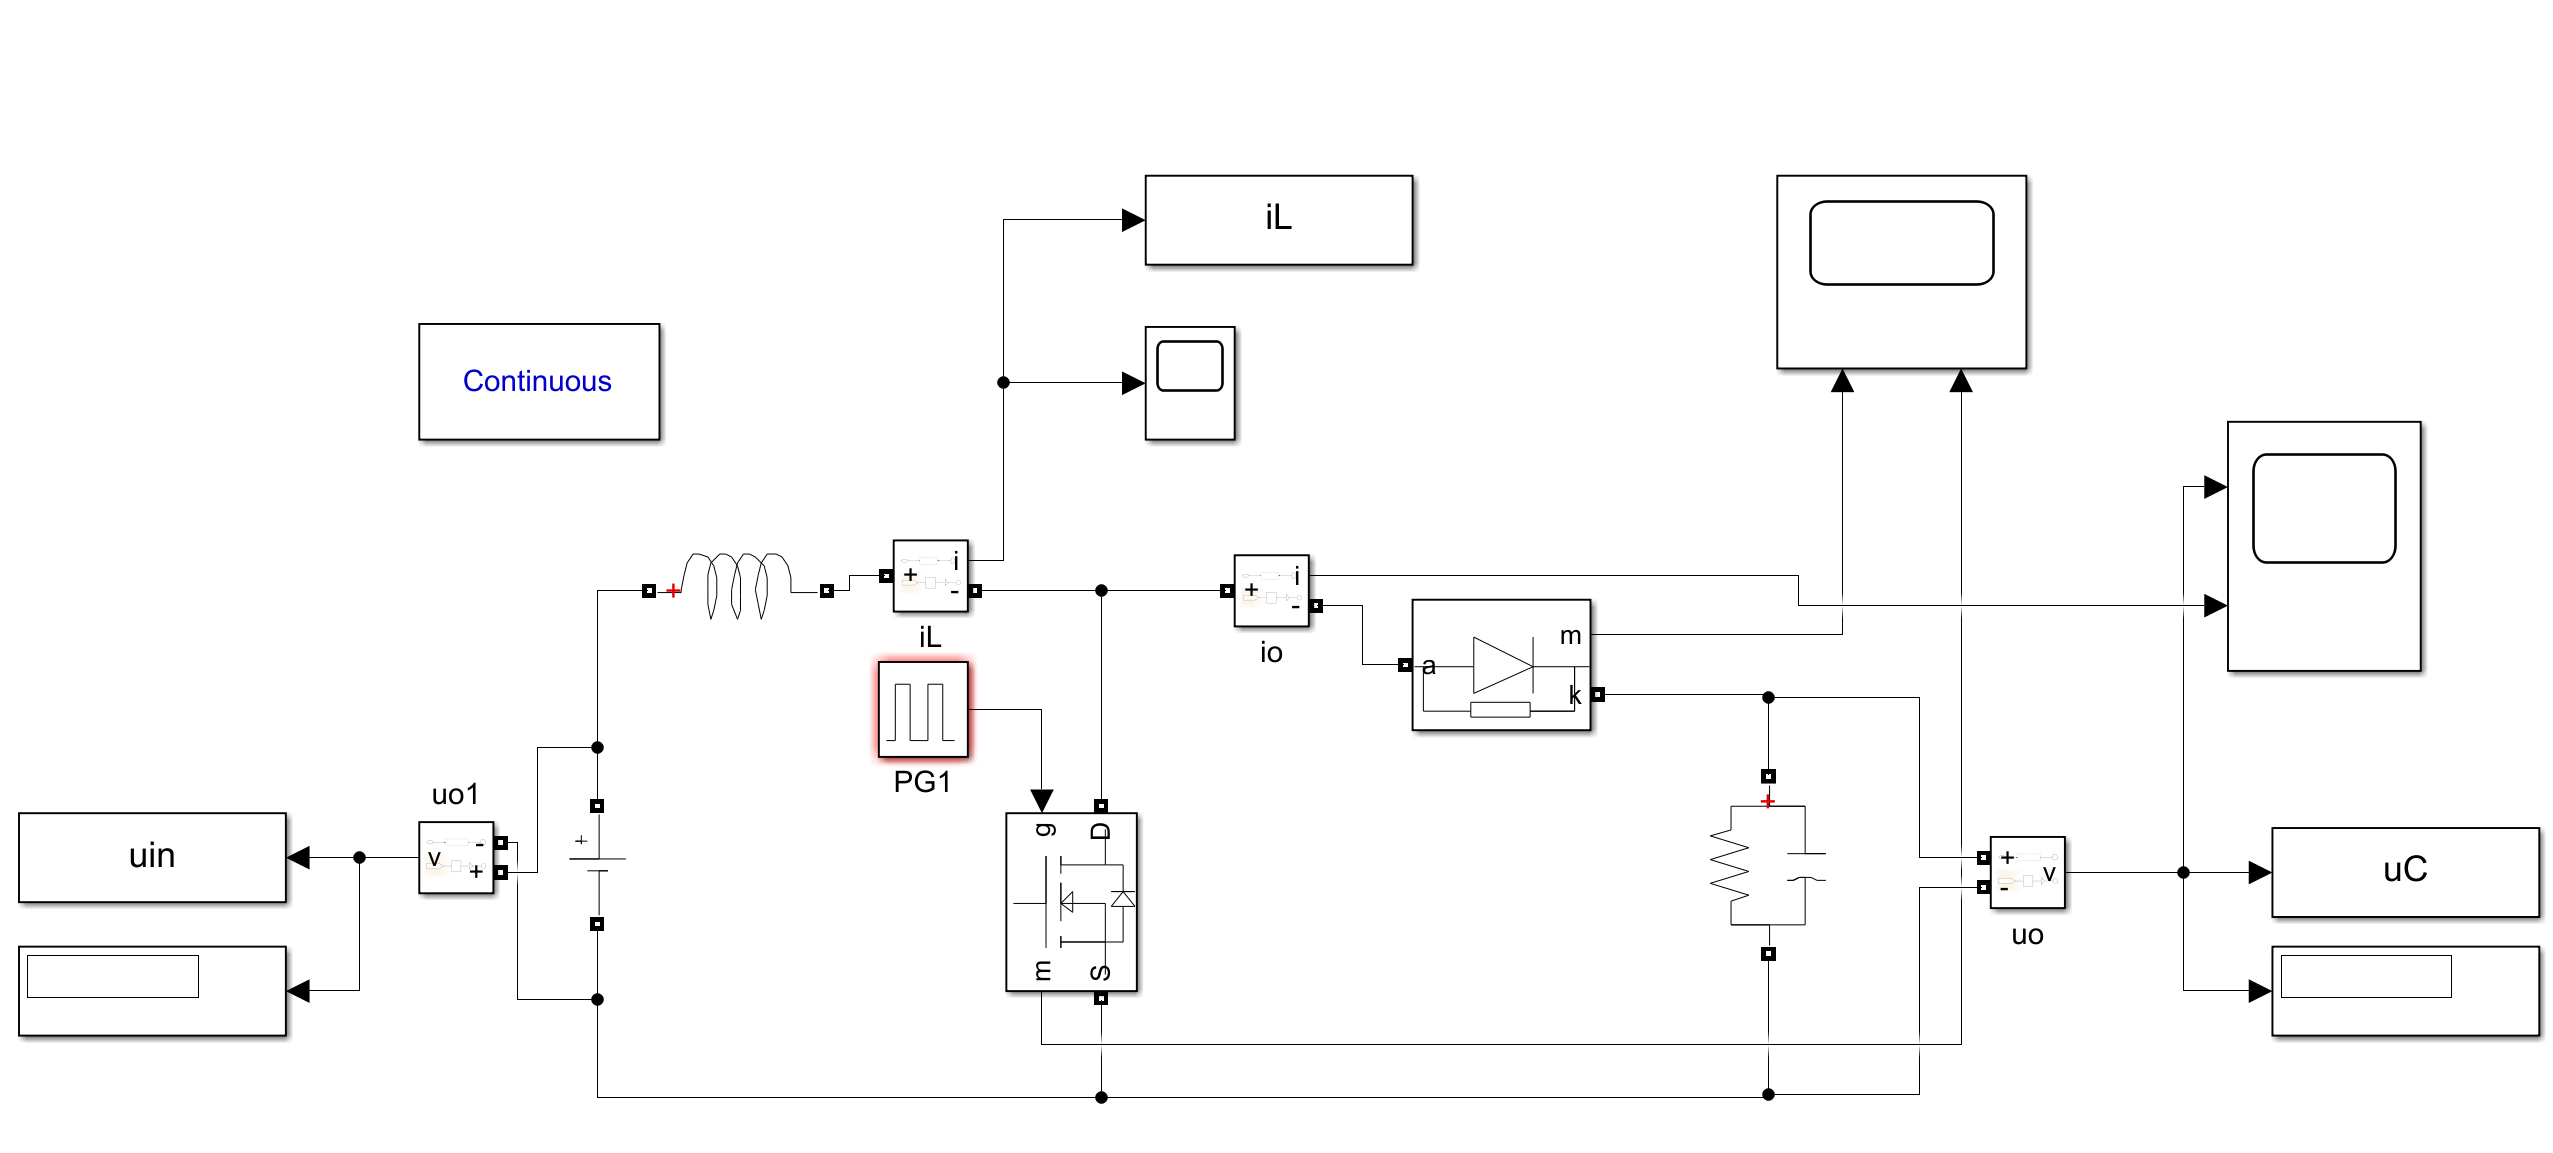 iL
Continuous
i
+
-
iL
i
+
-
io
m
a
k
PG1
uo1
uin
v
-
+
+
g
D
m
S
+
+
+
-
v
uo
uC